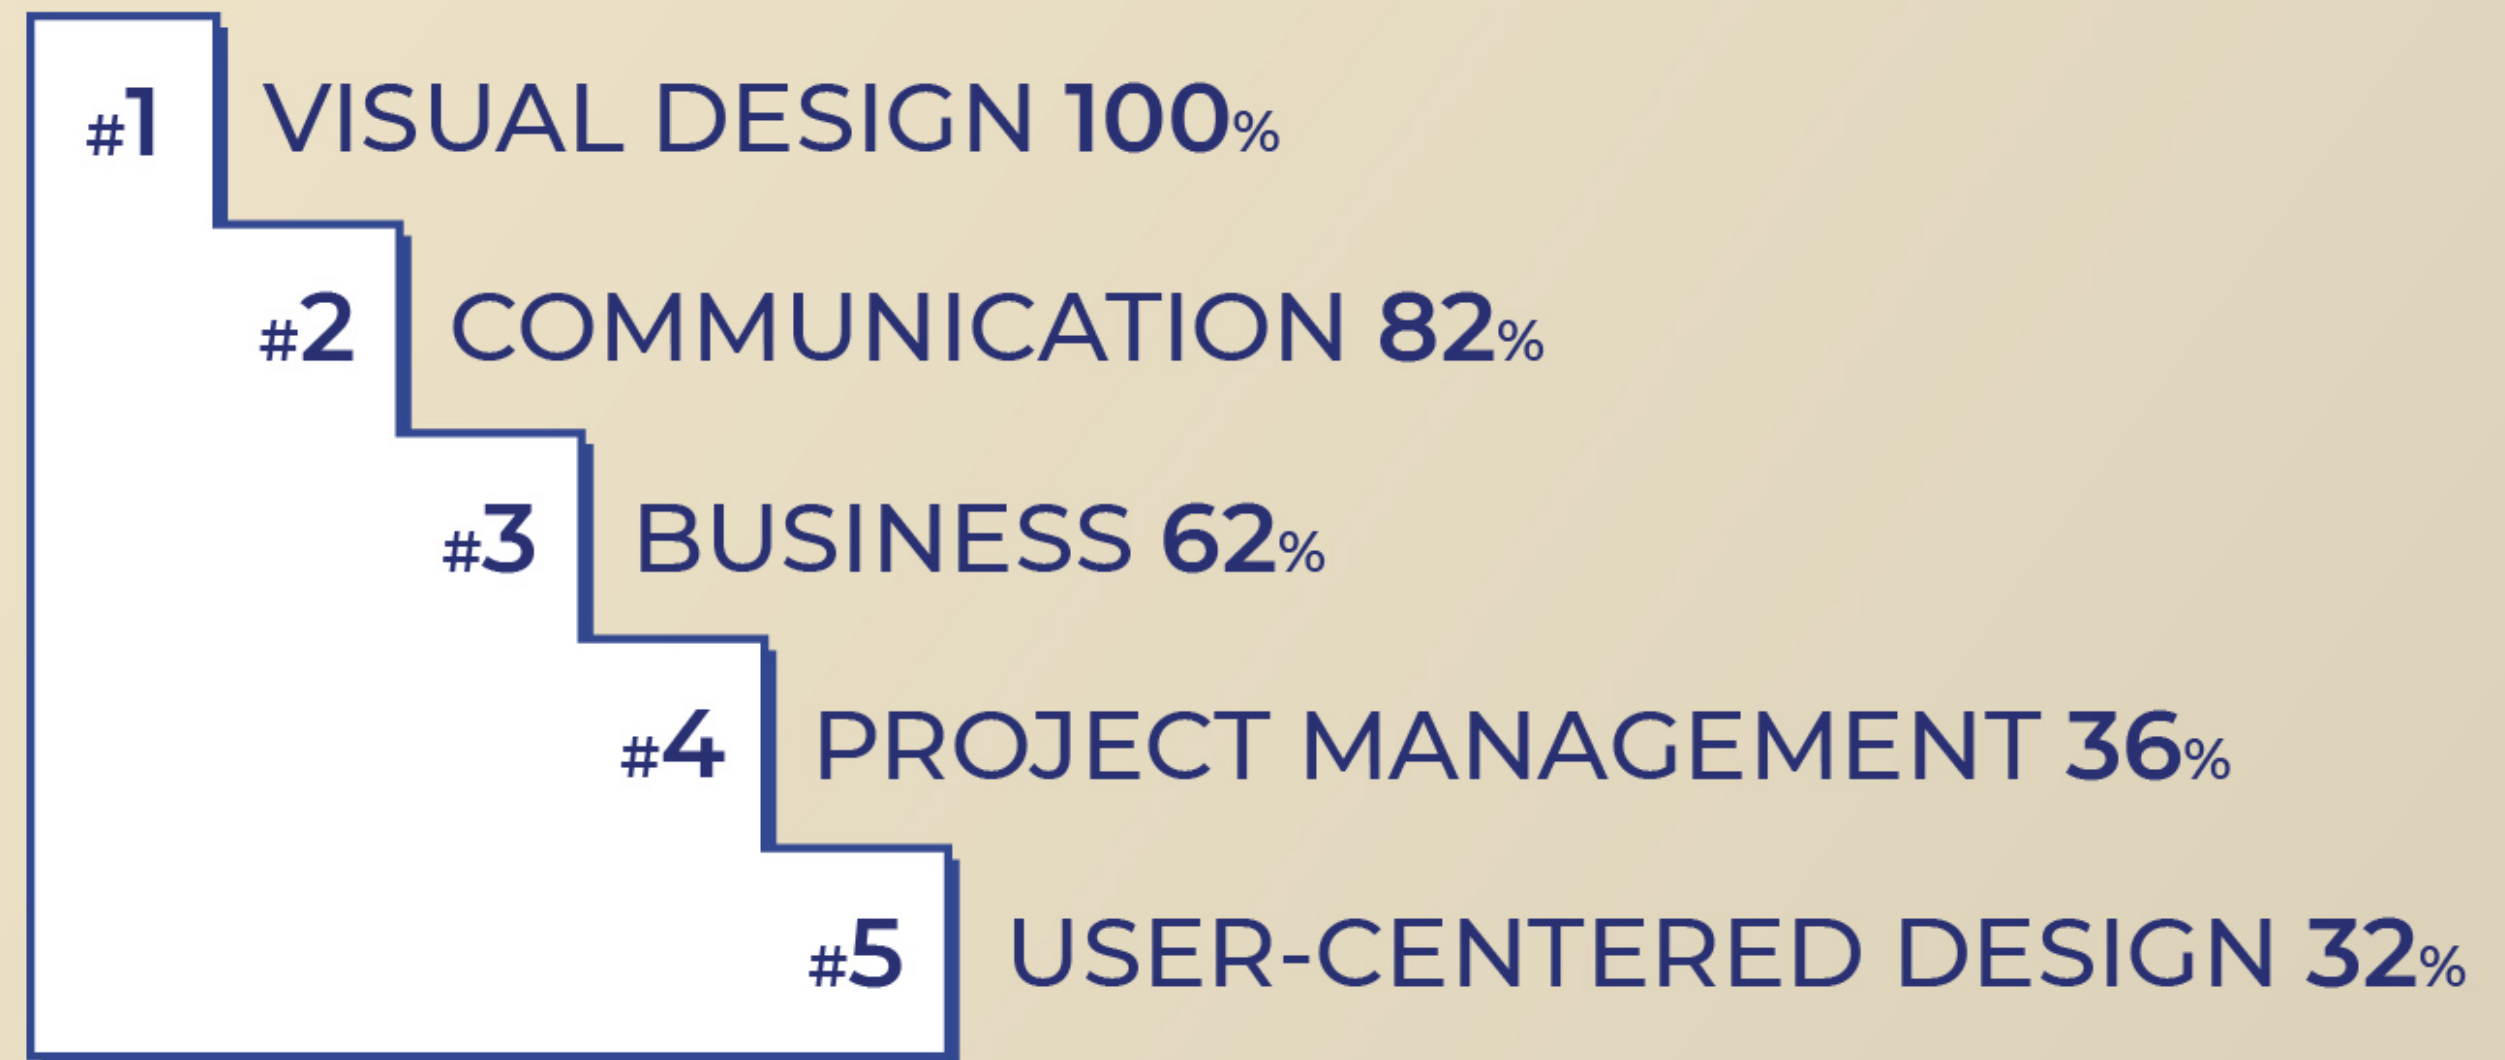 #1 VISUAL DESIGN 100%
#2 COMMUNICATION 82%
#3 BUSINESS 62%
#4 PROJECT MANAGEMENT 36%
#5 USER-CENTERED DESIGN 32%